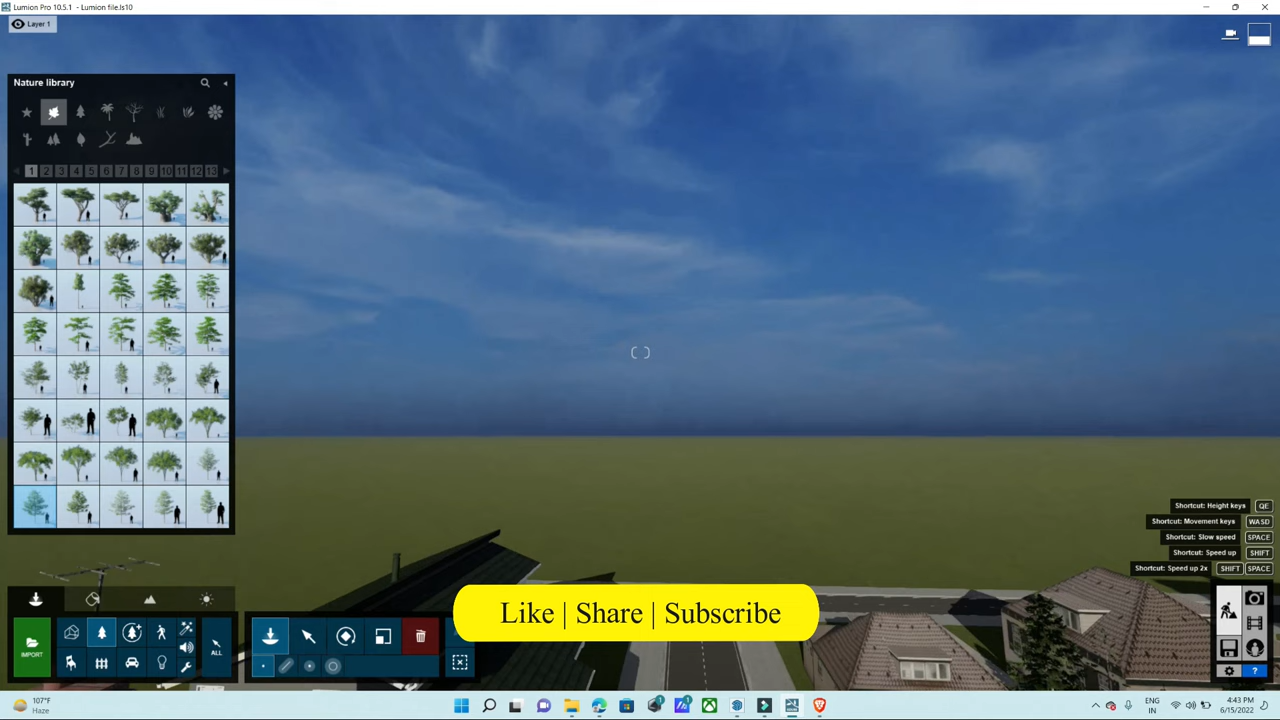 Lumion Pro 10.5.1 - Lumion file.ls10
Layer 1
Nature library
1 2 3 4 5 6 7 8 9 10 11 12 13
Shortcut: Height keys QE
Shortcut: Movement keys WASD
Shortcut: Slow speed SPACE
Shortcut: Speed up SHIFT
Shortcut: Speed up 2x SHIFT SPACE
Like | Share | Subscribe
IMPORT
ALL
?
107°F
Haze
ENG
IN
4:43 PM
6/15/2022